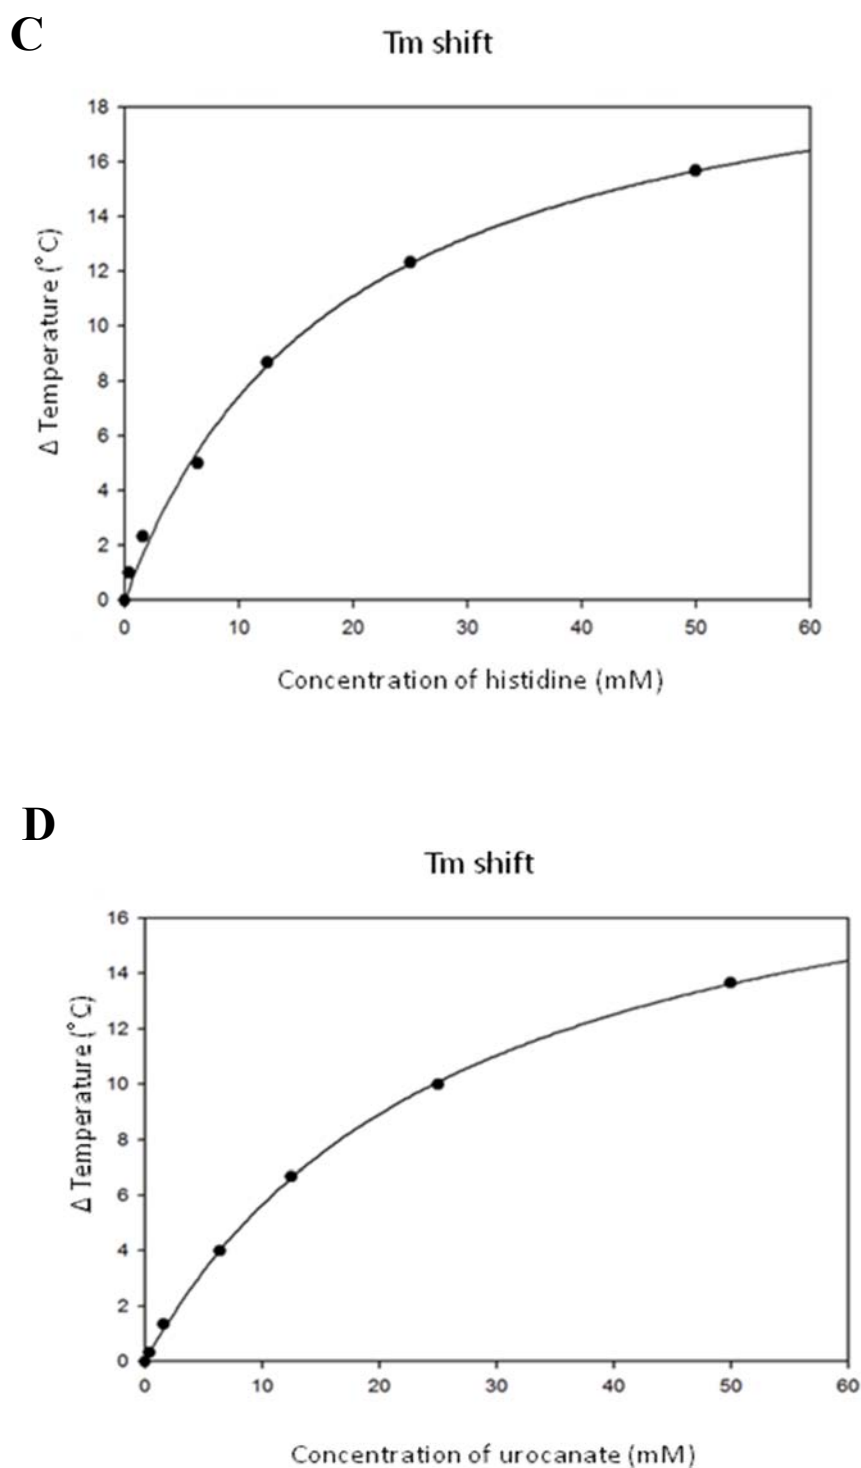 C
Tm shift
18
16
14
12
10
8
6
4
2
0
Δ Temperature (°C)
0 10 20 30 40 50 60
Concentration of histidine (mM)
D
Tm shift
16
14
12
10
8
6
4
2
0
Δ Temperature (°C)
0 10 20 30 40 50 60
Concentration of urocanate (mM)